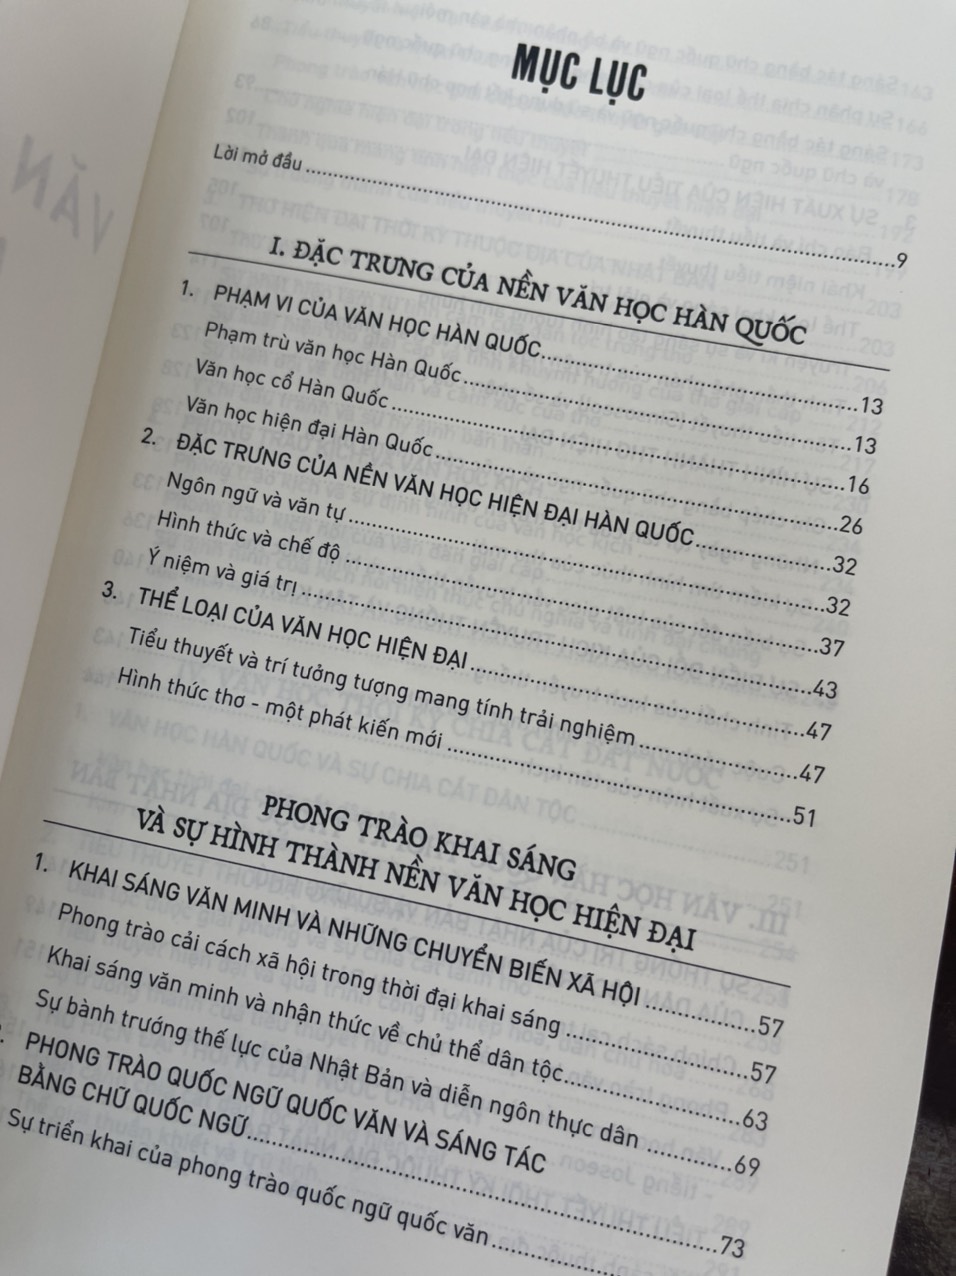 VĂN
MỤC LỤC
Lời mở đầu ........ 9
I. ĐẶC TRƯNG CỦA NỀN VĂN HỌC HÀN QUỐC
1. PHẠM VI CỦA VĂN HỌC HÀN QUỐC ........ 13
Phạm trù văn học Hàn Quốc ........ 13
Văn học cổ Hàn Quốc ........ 16
Văn học hiện đại Hàn Quốc ........ 26
2. ĐẶC TRƯNG CỦA NỀN VĂN HỌC HIỆN ĐẠI HÀN QUỐC ........ 32
Ngôn ngữ và văn tự ........ 32
Hình thức và chế độ ........ 37
Ý niệm và giá trị ........ 43
3. THỂ LOẠI CỦA VĂN HỌC HIỆN ĐẠI ........ 47
Tiểu thuyết và trí tưởng tượng mang tính trải nghiệm ........ 47
Hình thức thơ - một phát kiến mới ........ 51
PHONG TRÀO KHAI SÁNG
VÀ SỰ HÌNH THÀNH NỀN VĂN HỌC HIỆN ĐẠI
1. KHAI SÁNG VĂN MINH VÀ NHỮNG CHUYỂN BIẾN XÃ HỘI ........ 57
Phong trào cải cách xã hội trong thời đại khai sáng ........ 57
Khai sáng văn minh và nhận thức về chủ thể dân tộc ........ 63
Sự bành trướng thế lực của Nhật Bản và diễn ngôn thực dân ........ 69
PHONG TRÀO QUỐC NGỮ QUỐC VĂN VÀ SÁNG TÁC
BẰNG CHỮ QUỐC NGỮ ........ 73
Sự triển khai của phong trào quốc ngữ quốc văn ........